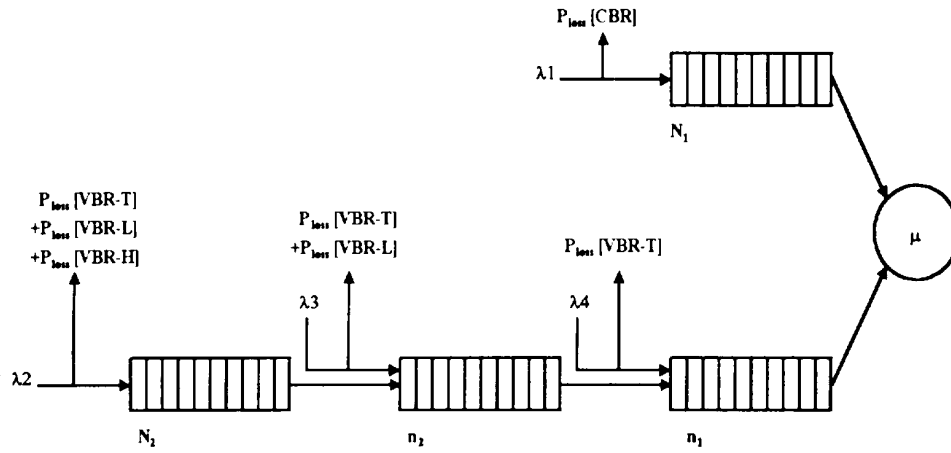 P_loss [CBR]
λ1
N_1
P_loss [VBR-T]
+P_loss [VBR-L]
+P_loss [VBR-H]
P_loss [VBR-T]
+P_loss [VBR-L]
P_loss [VBR-T]
μ
λ3
λ4
λ2
N_2
n_2
n_1